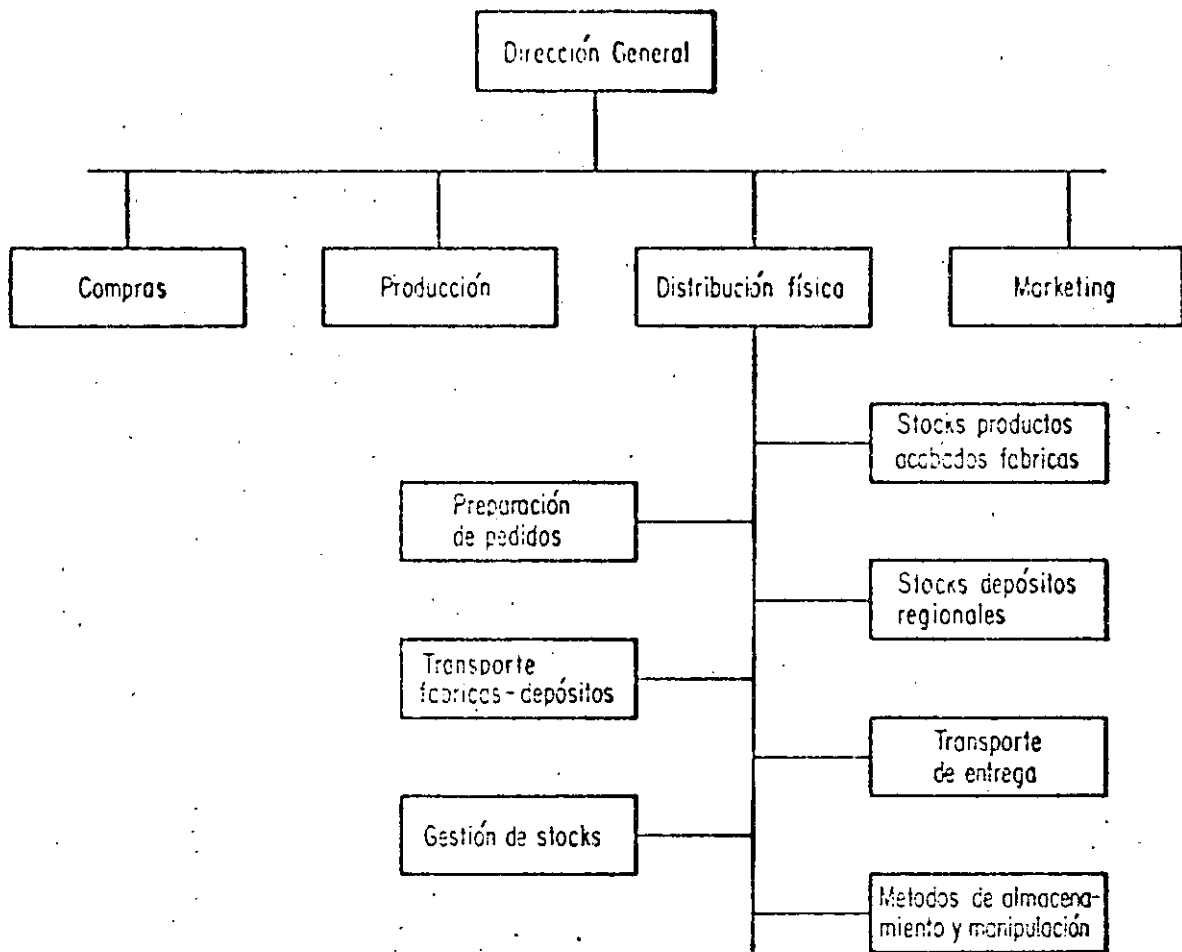 Dirección General
Compras
Producción
Distribución física
Marketing
Stocks productos
acabados fabricas
Preparación
de pedidos
Stocks depósitos
regionales
Transporte
fabricas-depósitos
Transporte
de entrega
Gestión de stocks
Metodos de almacena-
miento y manipulación